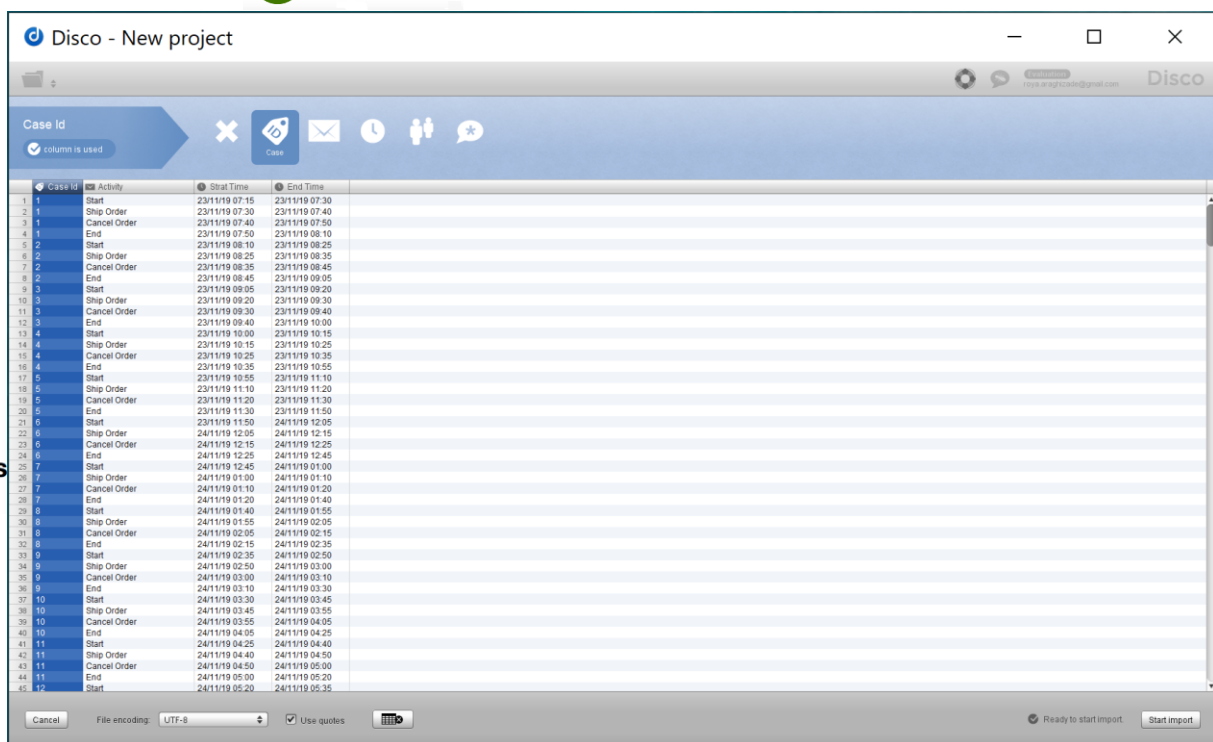 Disco - New project
Evaluation
roya.araghizade@gmail.com
Disco
Case Id
column is used
Case
Case Id Activity Strat Time End Time
1 1 Start 23/11/19 07:15 23/11/19 07:30
2 1 Ship Order 23/11/19 07:30 23/11/19 07:40
3 1 Cancel Order 23/11/19 07:40 23/11/19 07:50
4 1 End 23/11/19 07:50 23/11/19 08:10
5 2 Start 23/11/19 08:10 23/11/19 08:25
6 2 Ship Order 23/11/19 08:25 23/11/19 08:35
7 2 Cancel Order 23/11/19 08:35 23/11/19 08:45
8 2 End 23/11/19 08:45 23/11/19 09:05
9 3 Start 23/11/19 09:05 23/11/19 09:20
10 3 Ship Order 23/11/19 09:20 23/11/19 09:30
11 3 Cancel Order 23/11/19 09:30 23/11/19 09:40
12 3 End 23/11/19 09:40 23/11/19 10:00
13 4 Start 23/11/19 10:00 23/11/19 10:15
14 4 Ship Order 23/11/19 10:15 23/11/19 10:25
15 4 Cancel Order 23/11/19 10:25 23/11/19 10:35
16 4 End 23/11/19 10:35 23/11/19 10:55
17 5 Start 23/11/19 10:55 23/11/19 11:10
18 5 Ship Order 23/11/19 11:10 23/11/19 11:20
19 5 Cancel Order 23/11/19 11:20 23/11/19 11:30
20 5 End 23/11/19 11:30 23/11/19 11:50
21 6 Start 23/11/19 11:50 24/11/19 12:05
22 6 Ship Order 24/11/19 12:05 24/11/19 12:15
23 6 Cancel Order 24/11/19 12:15 24/11/19 12:25
24 6 End 24/11/19 12:25 24/11/19 12:45
s
25 7 Start 24/11/19 12:45 24/11/19 01:00
26 7 Ship Order 24/11/19 01:00 24/11/19 01:10
27 7 Cancel Order 24/11/19 01:10 24/11/19 01:20
28 7 End 24/11/19 01:20 24/11/19 01:40
29 8 Start 24/11/19 01:40 24/11/19 01:55
30 8 Ship Order 24/11/19 01:55 24/11/19 02:05
31 8 Cancel Order 24/11/19 02:05 24/11/19 02:15
32 8 End 24/11/19 02:15 24/11/19 02:35
33 9 Start 24/11/19 02:35 24/11/19 02:50
34 9 Ship Order 24/11/19 02:50 24/11/19 03:00
35 9 Cancel Order 24/11/19 03:00 24/11/19 03:10
36 9 End 24/11/19 03:10 24/11/19 03:30
37 10 Start 24/11/19 03:30 24/11/19 03:45
38 10 Ship Order 24/11/19 03:45 24/11/19 03:55
39 10 Cancel Order 24/11/19 03:55 24/11/19 04:05
40 10 End 24/11/19 04:05 24/11/19 04:25
41 11 Start 24/11/19 04:25 24/11/19 04:40
42 11 Ship Order 24/11/19 04:40 24/11/19 04:50
43 11 Cancel Order 24/11/19 04:50 24/11/19 05:00
44 11 End 24/11/19 05:00 24/11/19 05:20
45 12 Start 24/11/19 05:20 24/11/19 05:35
Cancel File encoding: UTF-8 Use quotes Ready to start import. Start import